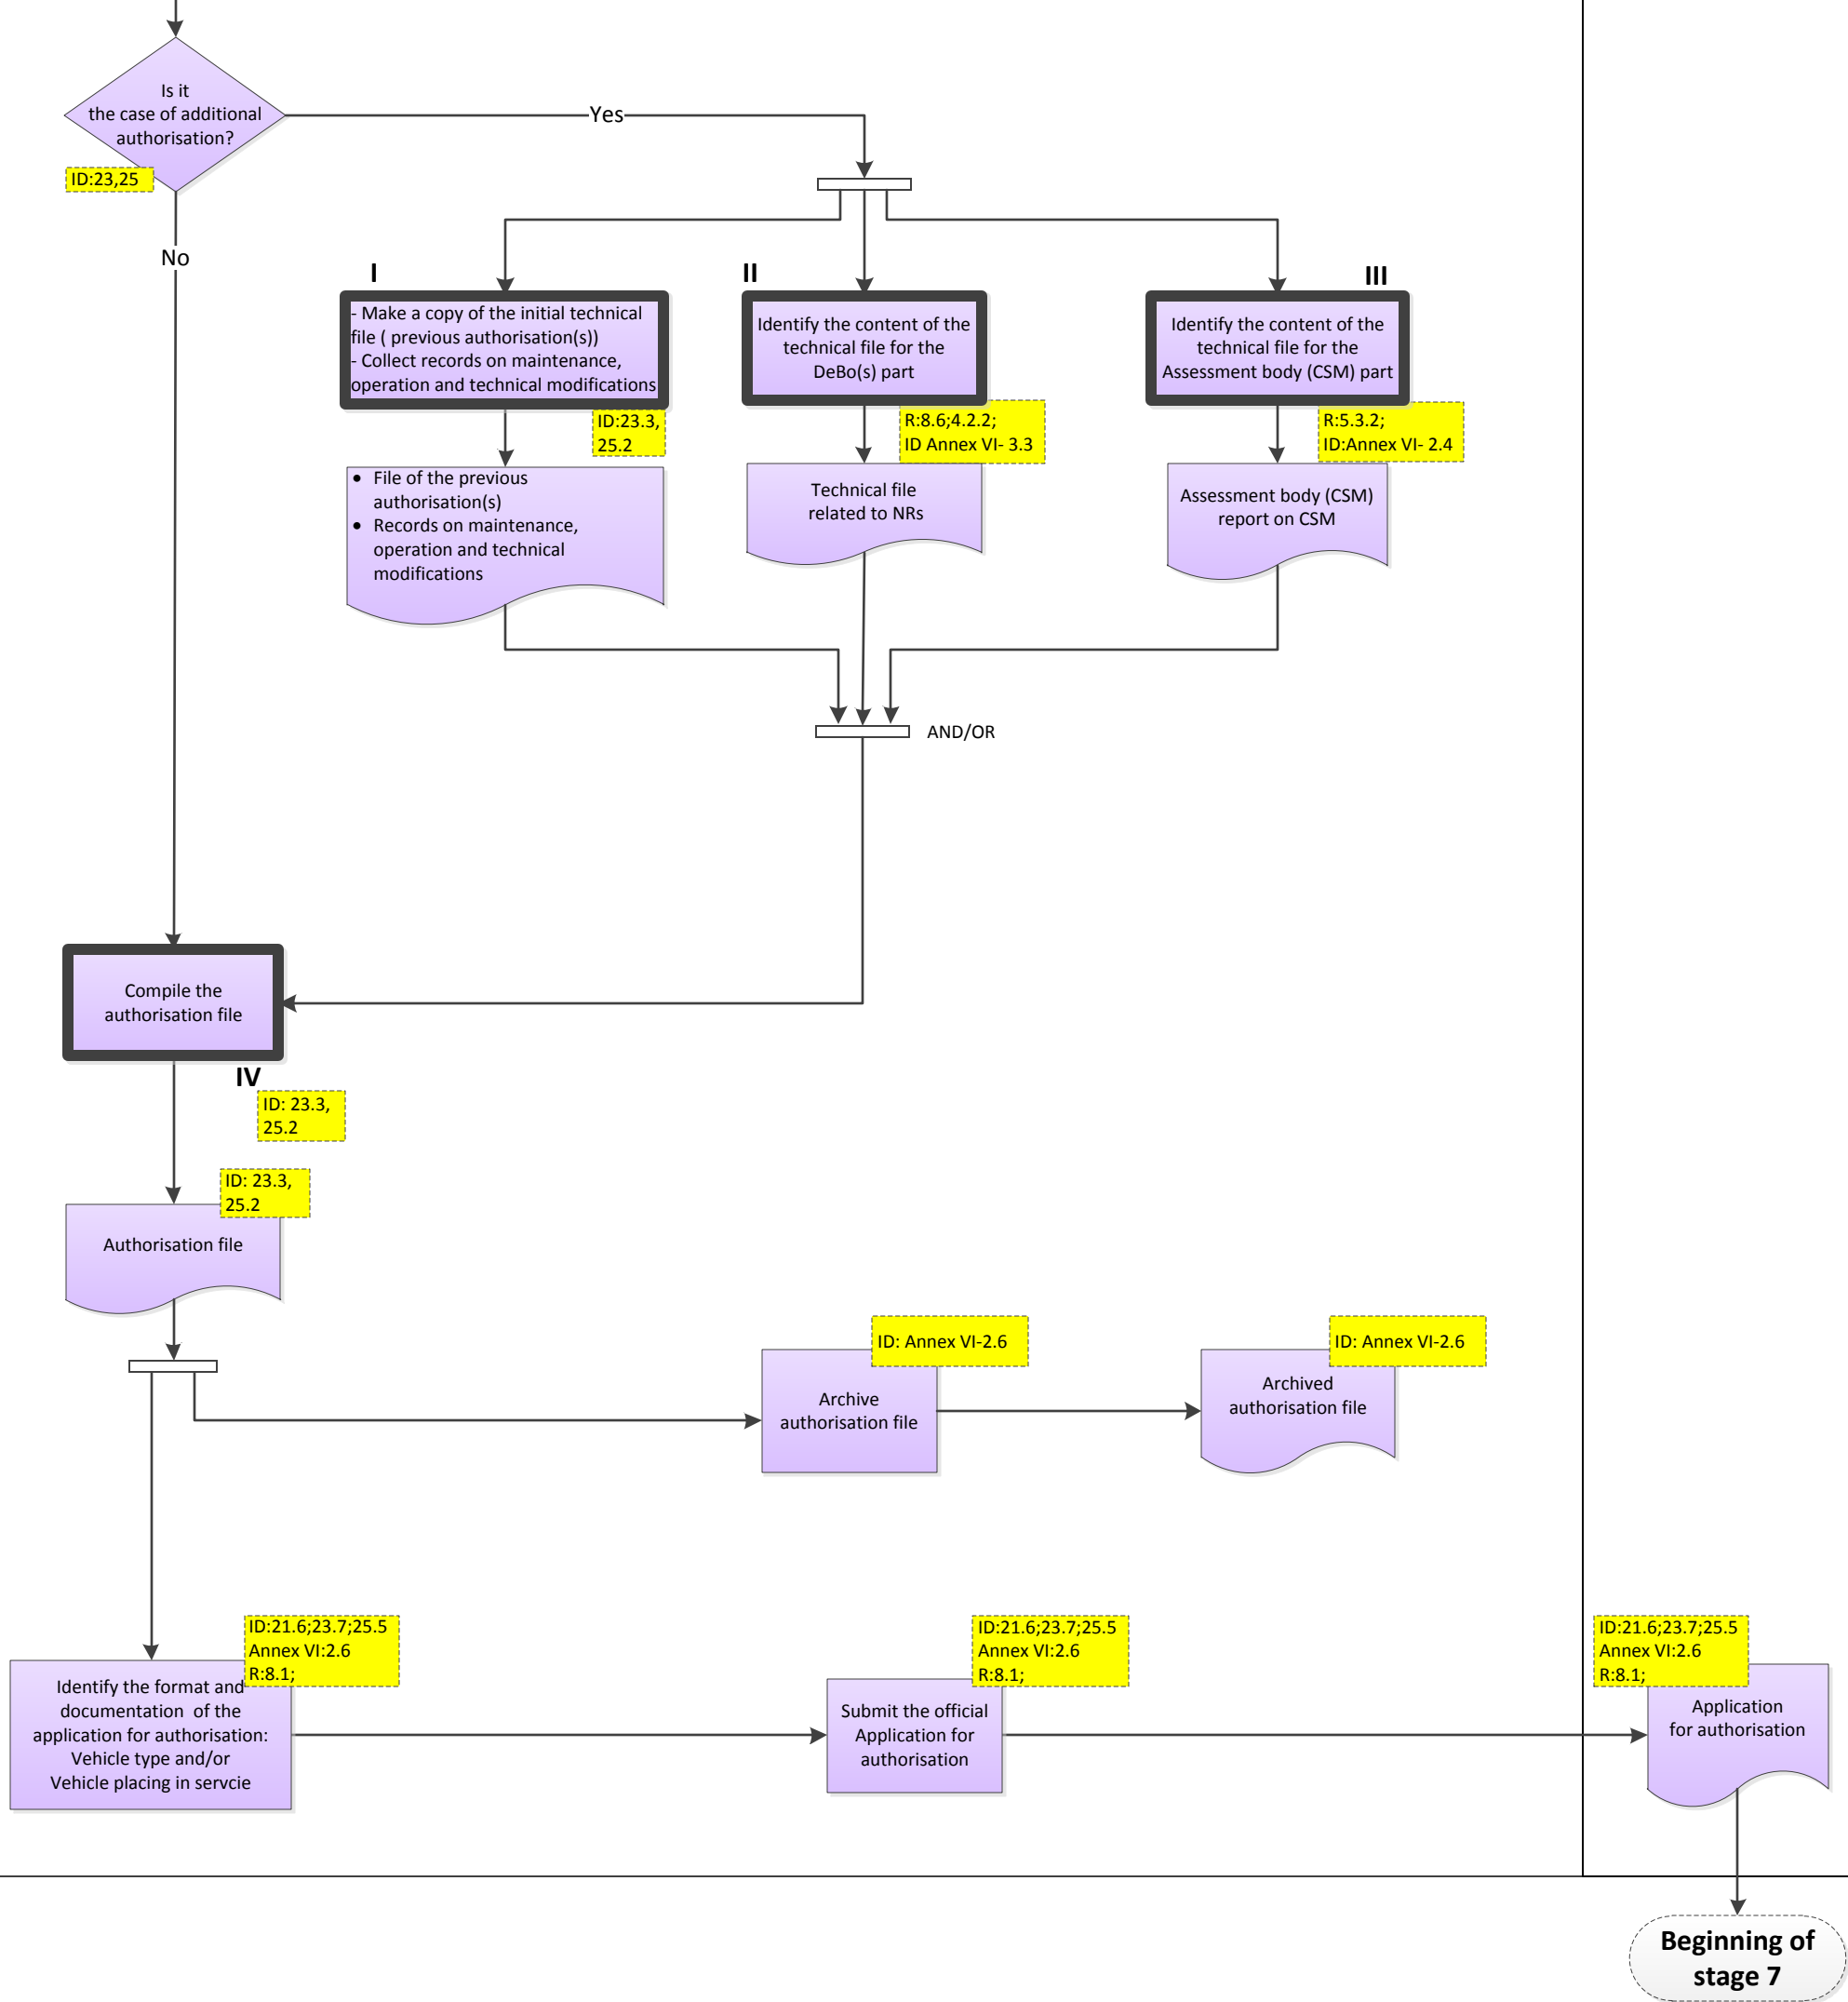 Is it
the case of additional
authorisation?
ID:23,25
Yes
No
I
II
III
- Make a copy of the initial technical
file ( previous authorisation(s))
- Collect records on maintenance,
operation and technical modifications
ID:23.3,
25.2
Identify the content of the
technical file for the
DeBo(s) part
R:8.6;4.2.2;
ID Annex VI- 3.3
Identify the content of the
technical file for the
Assessment body (CSM) part
R:5.3.2;
ID:Annex VI- 2.4
• File of the previous
authorisation(s)
• Records on maintenance,
operation and technical
modifications
Technical file
related to NRs
Assessment body (CSM)
report on CSM
AND/OR
Compile the
authorisation file
IV
ID: 23.3,
25.2
ID: 23.3,
25.2
Authorisation file
ID: Annex VI-2.6
Archive
authorisation file
ID: Annex VI-2.6
Archived
authorisation file
ID:21.6;23.7;25.5
Annex VI:2.6
R:8.1;
Identify the format and
documentation of the
application for authorisation:
Vehicle type and/or
Vehicle placing in servcie
ID:21.6;23.7;25.5
Annex VI:2.6
R:8.1;
Submit the official
Application for
authorisation
ID:21.6;23.7;25.5
Annex VI:2.6
R:8.1;
Application
for authorisation
Beginning of
stage 7